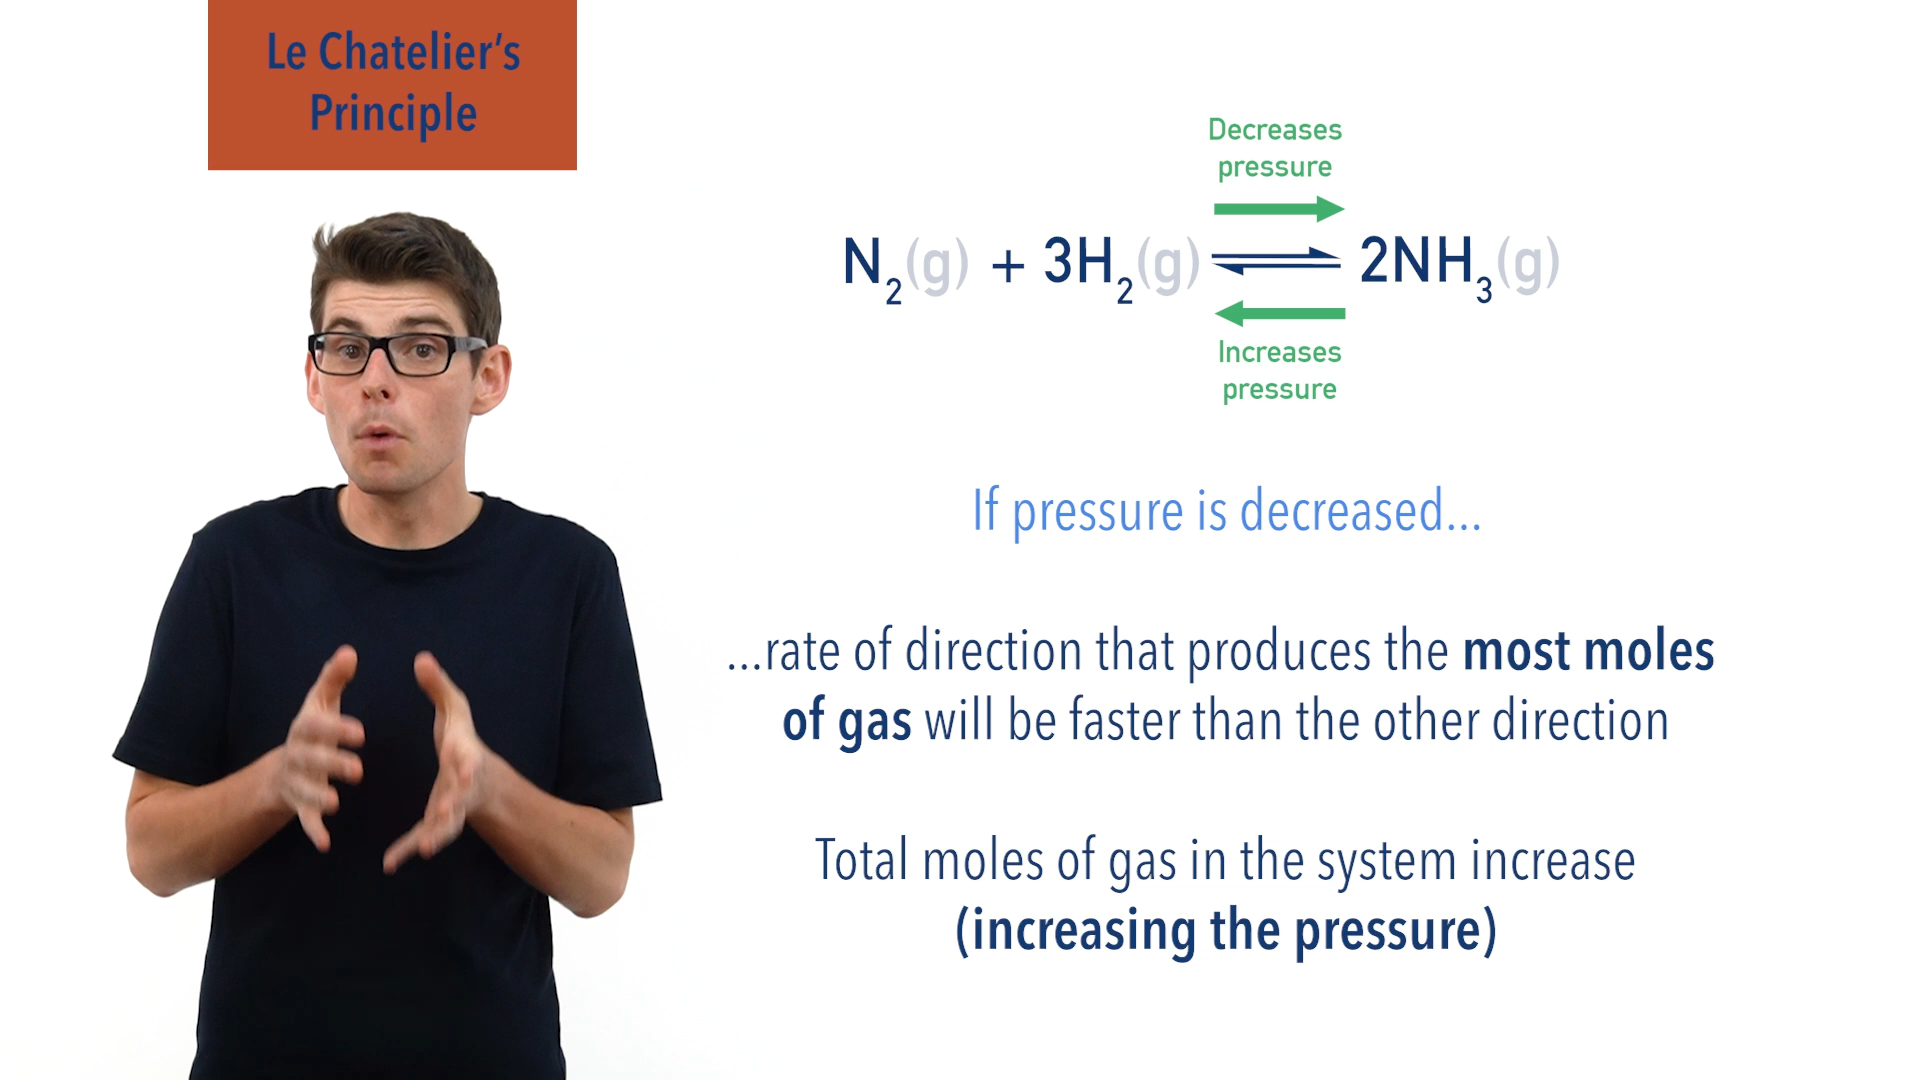 Le Chatelier‘s
Principle
Decreases
pressure
N₂(g) + 3H₂(g) ⇌ 2NH₃(g)
Increases
pressure
If pressure is decreased...
...rate of direction that produces the most moles
of gas will be faster than the other direction
Total moles of gas in the system increase
(increasing the pressure)